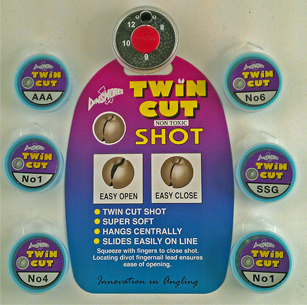 12
8
10
9
DINSMORES
TWIN
CUT
NON TOXIC
SHOT
EASY OPEN
EASY CLOSE
TWIN CUT SHOT
SUPER SOFT
HANGS CENTRALLY
SLIDES EASILY ON LINE
Squeeze with fingers to close shot.
Locating divot fingernail lead ensures
ease of opening.
Innovation in Angling
TWIN
CUT
AAA
TWIN
CUT
No6
TWIN
CUT
No1
TWIN
CUT
SSG
TWIN
CUT
No4
TWIN
CUT
No1